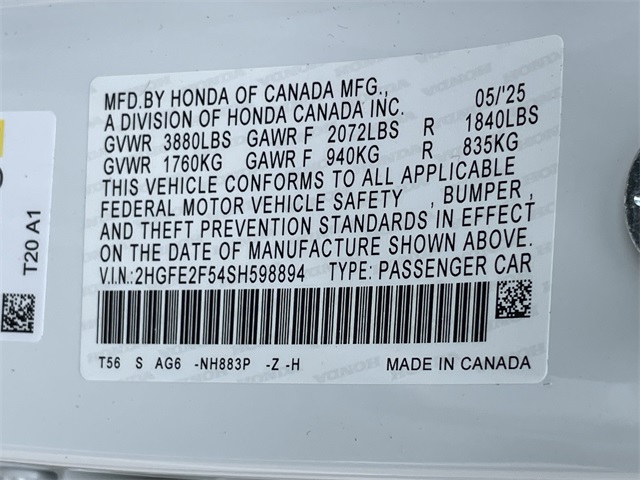 MFD.BY HONDA OF CANADA MFG., 05/'25
A DIVISION OF HONDA CANADA INC.
GVWR 3880LBS GAWR F 2072LBS R 1840LBS
GVWR 1760KG GAWR F 940KG R 835KG
THIS VEHICLE CONFORMS TO ALL APPLICABLE
FEDERAL MOTOR VEHICLE SAFETY , BUMPER ,
AND THEFT PREVENTION STANDARDS IN EFFECT
ON THE DATE OF MANUFACTURE SHOWN ABOVE.
V.I.N.:2HGFE2F54SH598894 TYPE: PASSENGER CAR
T56 S AG6 -NH883P -Z -H MADE IN CANADA
T20 A1